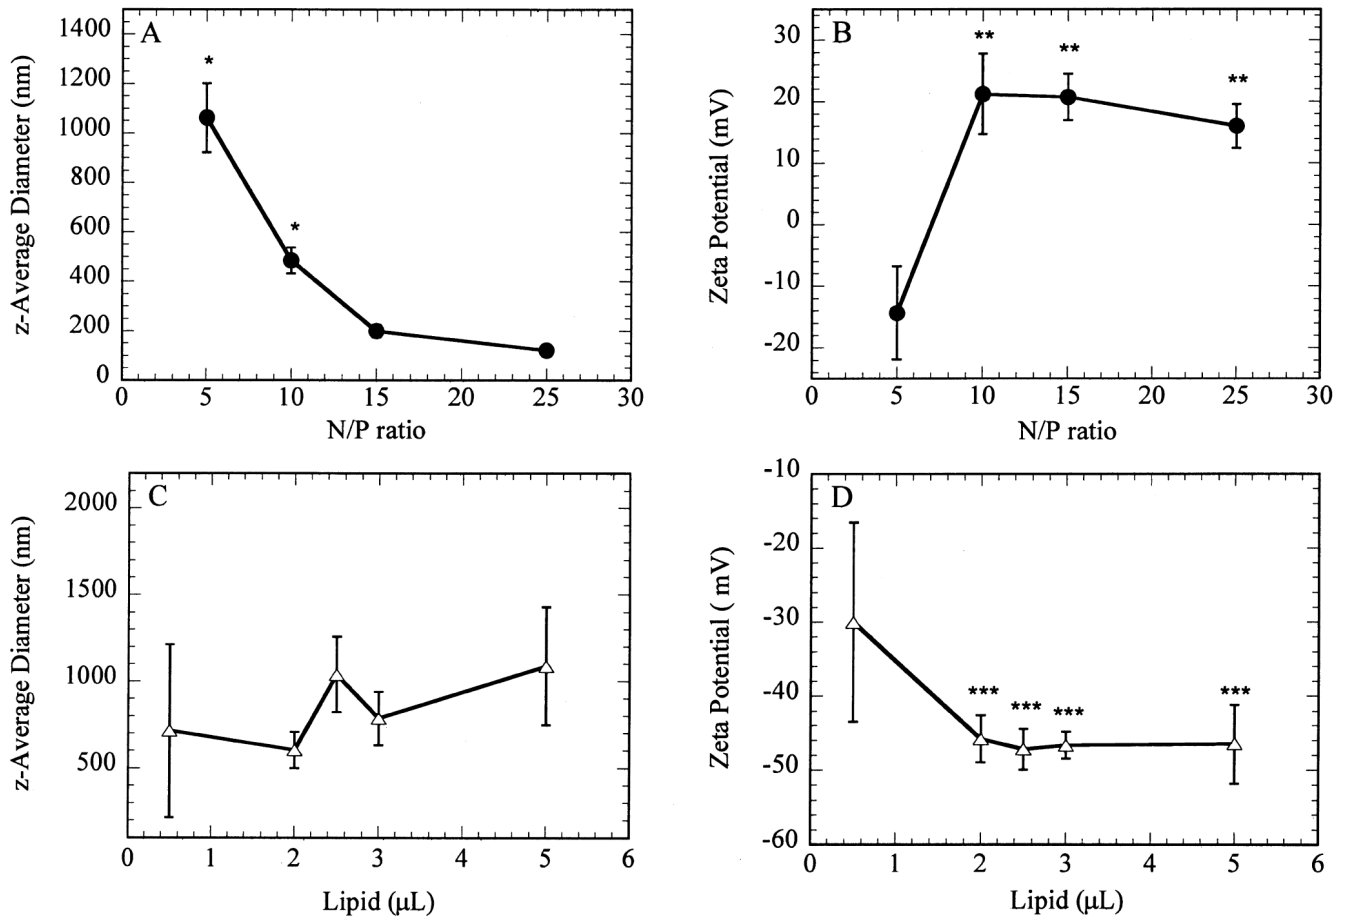 A
1400
1200
1000
800
600
400
200
0
z-Average Diameter (nm)
*
*
0 5 10 15 20 25 30
N/P ratio
B
30
20
10
0
-10
-20
Zeta Potential (mV)
**
**
**
0 5 10 15 20 25 30
N/P ratio
C
2000
1500
1000
500
z-Average Diameter (nm)
0 1 2 3 4 5 6
Lipid (μL)
D
-10
-20
-30
-40
-50
-60
Zeta Potential ( mV)
***
***
***
***
0 1 2 3 4 5 6
Lipid (μL)